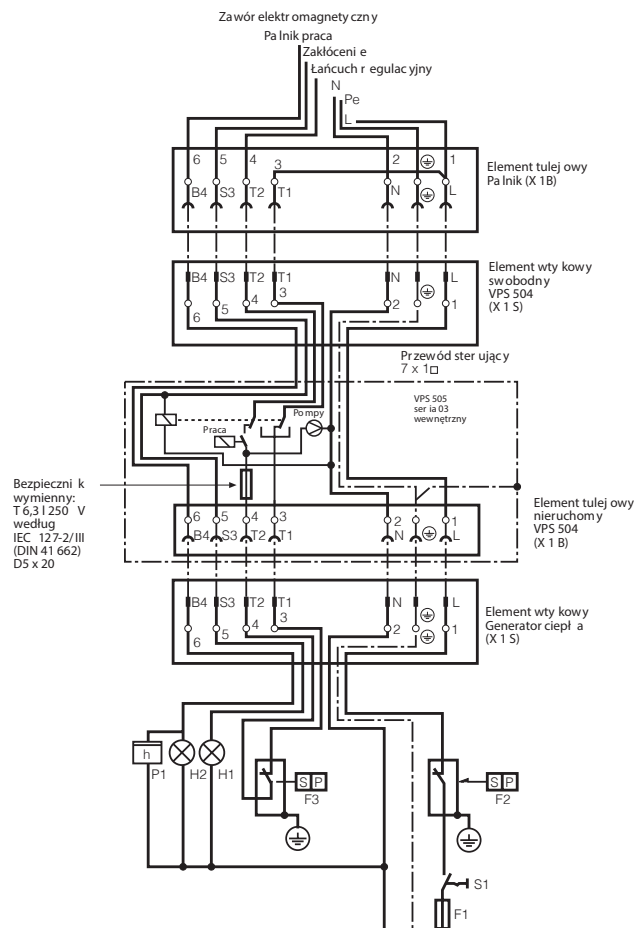 Zawór elektromagnetyczny
Palnik praca
Zakłócenie
Łańcuch regulacyjny
N
Pe
L
6 5 4 3 2 1
B4 S3 T2 T1 N L
Element tulejowy
Palnik (X 1B)
B4 S3 T2 T1 N L
6 5 4 3 2 1
Element wtykowy
swobodny
VPS 504
(X 1 S)
Przewód sterujący
7 x 1□
VPS 505
seria 03
wewnętrzny
Pompy
Praca
Bezpiecznik
wymienny:
T 6,3 I 250 V
według
IEC 127-2/III
(DIN 41 662)
D5 x 20
6 5 4 3 2 1
B4 S3 T2 T1 N L
Element tulejowy
nieruchomy
VPS 504
(X 1 B)
B4 S3 T2 T1 N L
6 5 4 3 2 1
Element wtykowy
Generator ciepła
(X 1 S)
h
P1 H2 H1
S P
F3
S P
F2
S1
F1